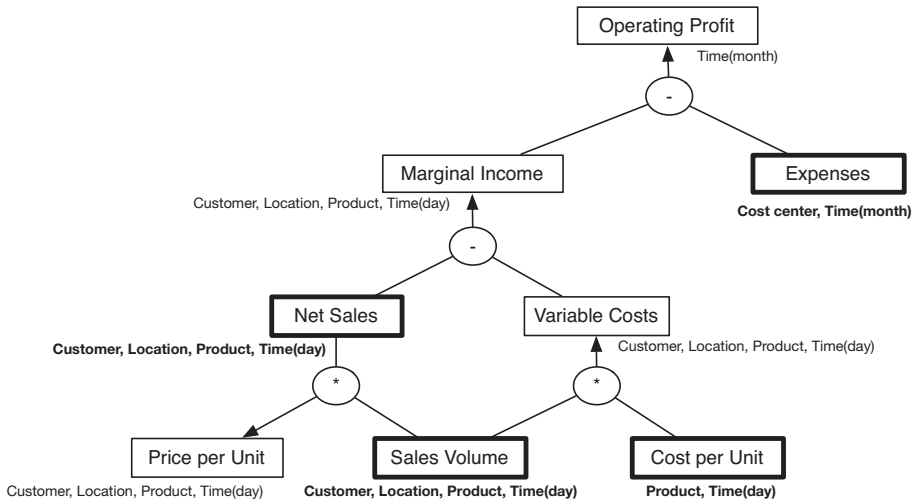 Operating Profit
Time(month)
-
Marginal Income
Expenses
Customer, Location, Product, Time(day)
Cost center, Time(month)
-
Net Sales
Variable Costs
Customer, Location, Product, Time(day)
Customer, Location, Product, Time(day)
*
*
Price per Unit
Sales Volume
Cost per Unit
Customer, Location, Product, Time(day)
Customer, Location, Product, Time(day)
Product, Time(day)